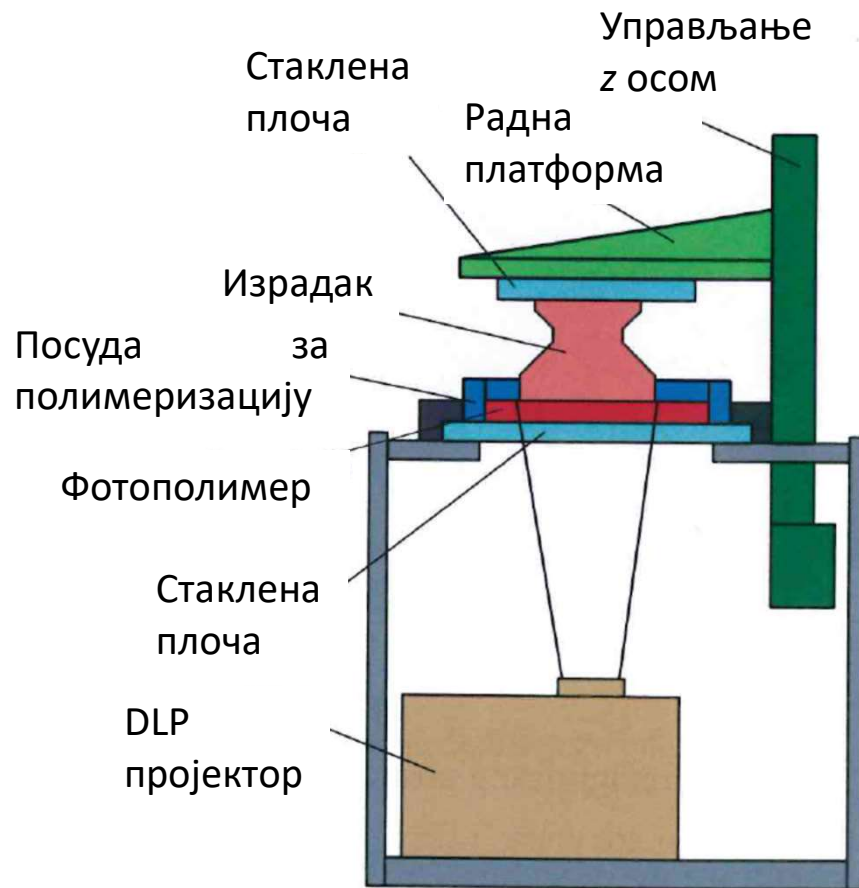 Управљање
z осом
Стаклена
плоча
Радна
платформа
Израдак
Посуда за
полимеризацију
Фотополимер
Стаклена
плоча
DLP
пројектор